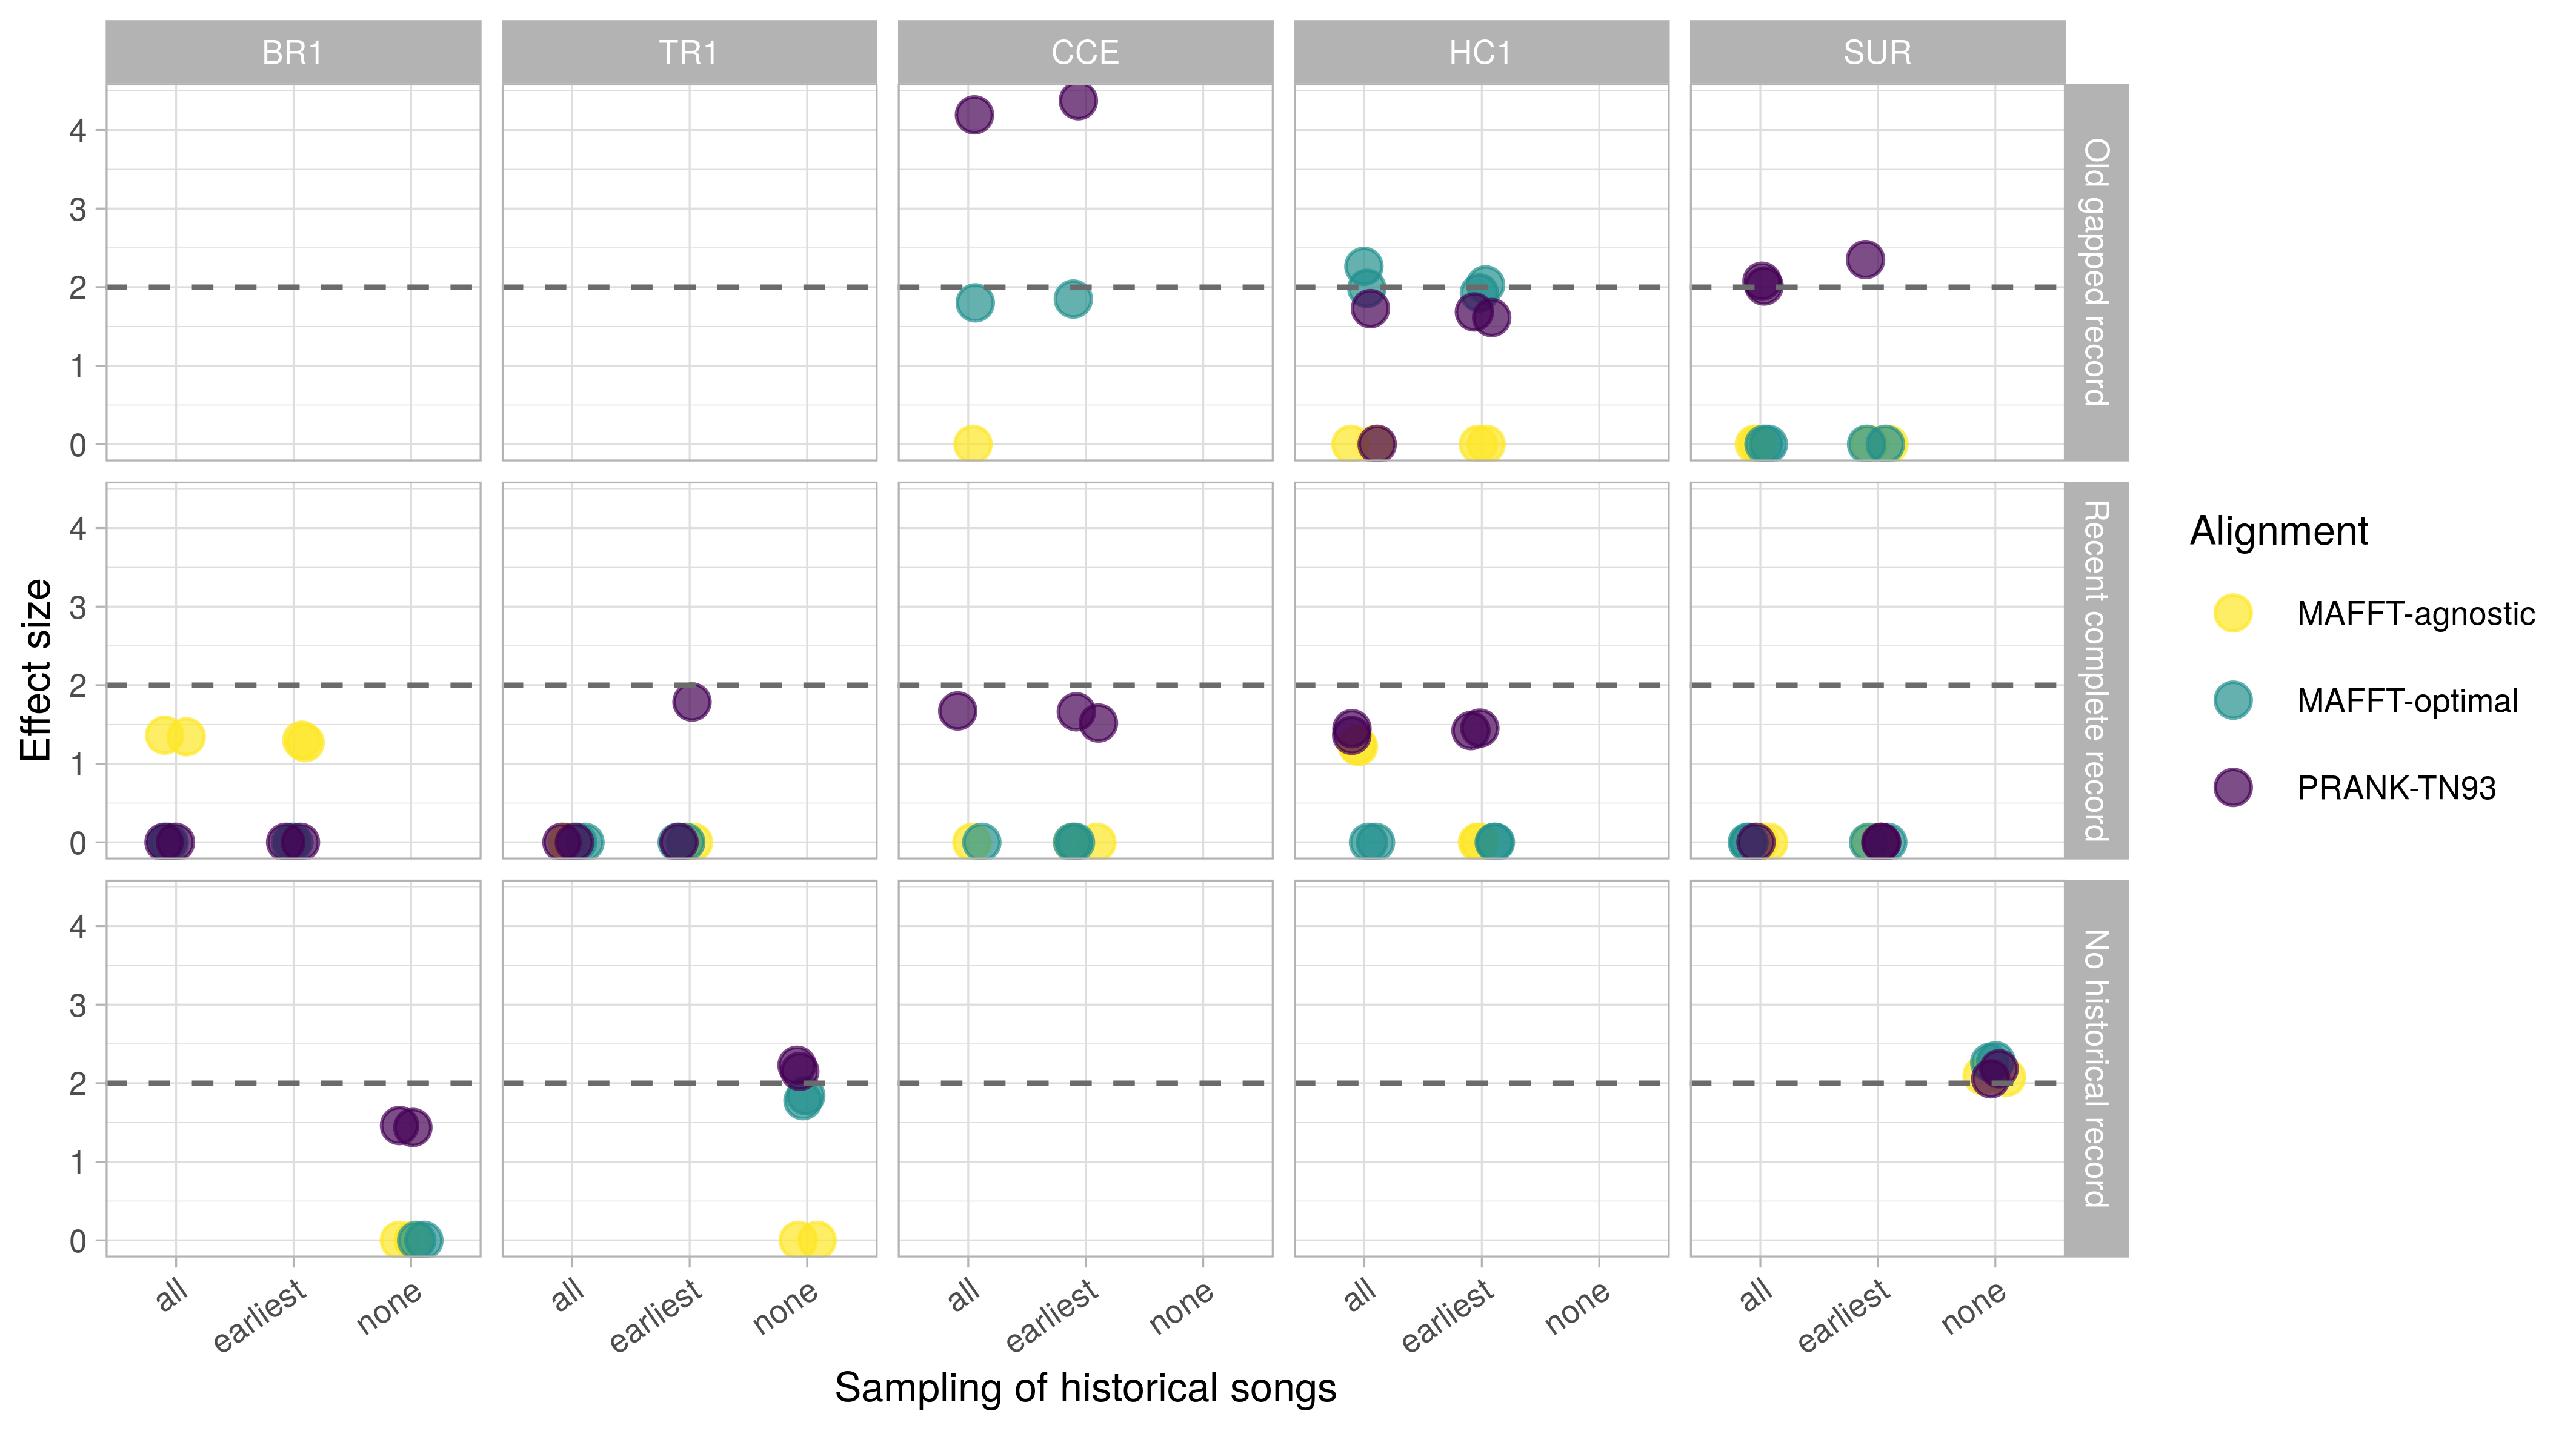 BR1
TR1
CCE
HC1
SUR
4
3
2
1
0
Old gapped record
4
3
2
1
0
Recent complete record
4
3
2
1
0
No historical record
Effect size
all
earliest
none
all
earliest
none
all
earliest
none
all
earliest
none
all
earliest
none
Sampling of historical songs
Alignment
MAFFT-agnostic
MAFFT-optimal
PRANK-TN93